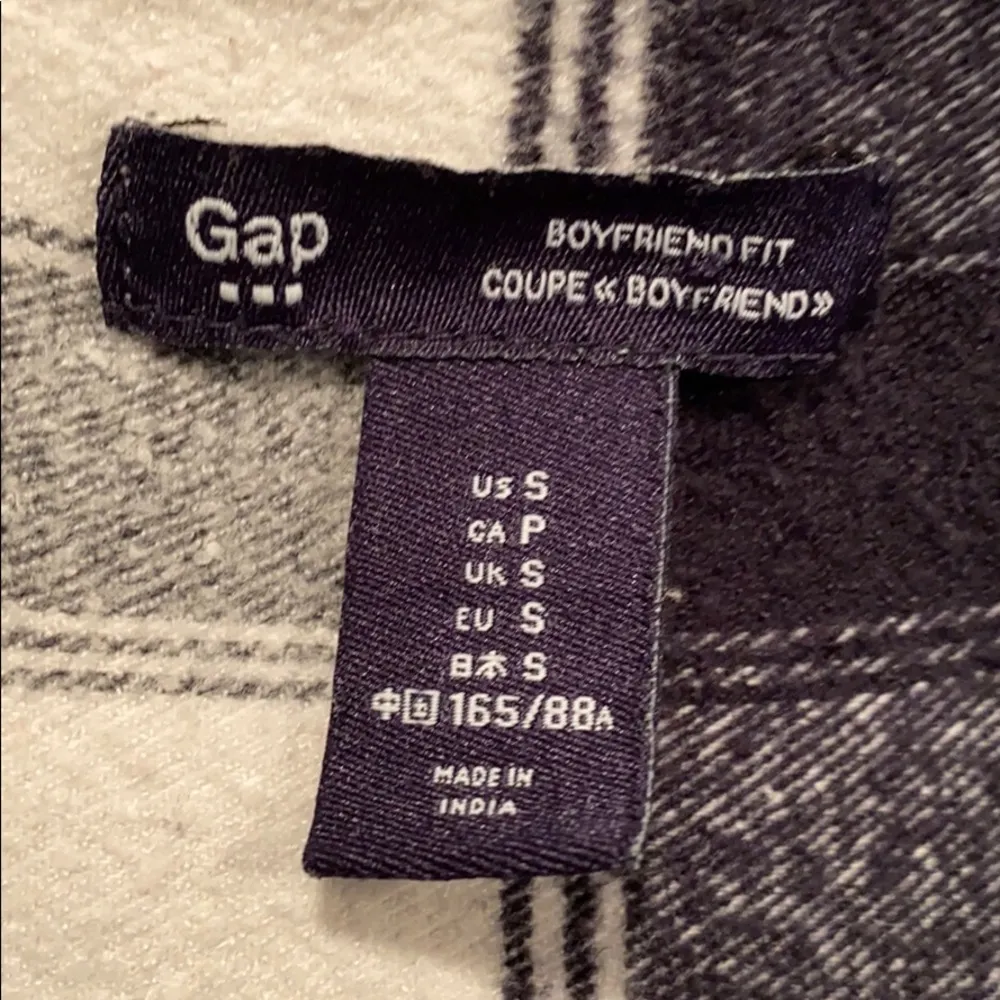 Gap
BOYFRIEND FIT
COUPE « BOYFRIEND»
US S
CA P
UK S
EU S
日本 S
中国 165/88A
MADE IN
INDIA